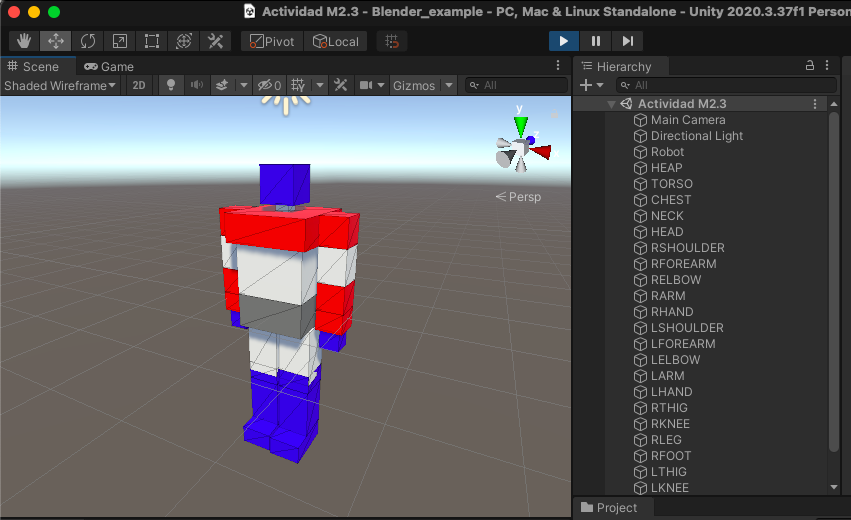 Actividad M2.3 - Blender_example - PC, Mac & Linux Standalone - Unity 2020.3.37f1 Person
Pivot Local
Scene Game
Shaded Wireframe 2D 0 Gizmos All
y
z
Persp
Hierarchy
All
Actividad M2.3
Main Camera
Directional Light
Robot
HEAP
TORSO
CHEST
NECK
HEAD
RSHOULDER
RFOREARM
RELBOW
RARM
RHAND
LSHOULDER
LFOREARM
LELBOW
LARM
LHAND
RTHIG
RKNEE
RLEG
RFOOT
LTHIG
LKNEE
Project